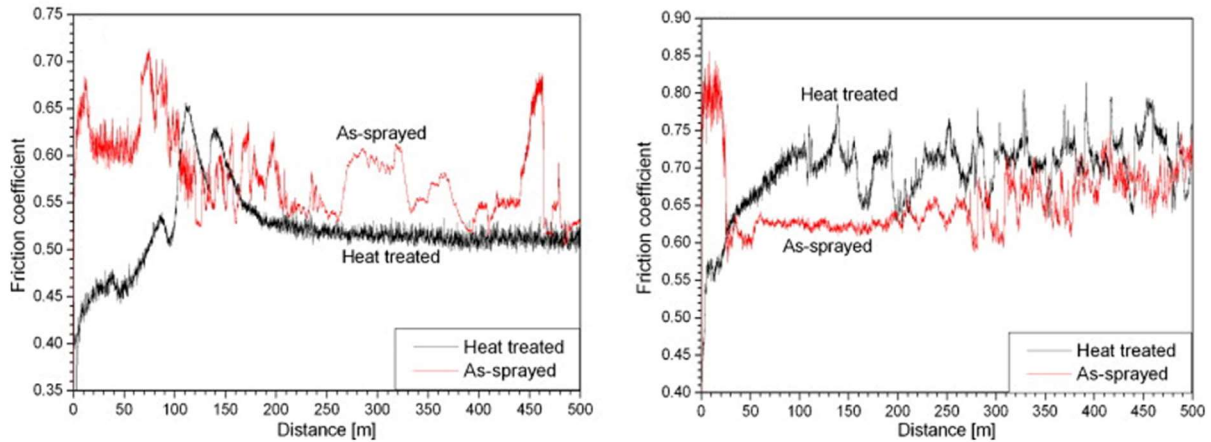 0.75
0.70
0.65
0.60
0.55
0.50
0.45
0.40
0.35
Friction coefficient
As-sprayed
Heat treated
Heat treated
As-sprayed
0 50 100 150 200 250 300 350 400 450 500
Distance [m]
0.90
0.85
0.80
0.75
0.70
0.65
0.60
0.55
0.50
0.45
0.40
Friction coefficient
Heat treated
As-sprayed
Heat treated
As-sprayed
0 50 100 150 200 250 300 350 400 450 500
Distance [m]